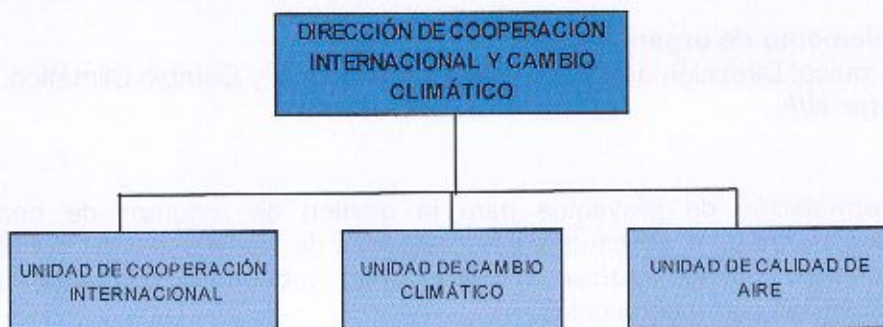 DIRECCIÓN DE COOPERACIÓN
INTERNACIONAL Y CAMBIO
CLIMÁTICO
UNIDAD DE COOPERACIÓN
INTERNACIONAL
UNIDAD DE CAMBIO
CLIMÁTICO
UNIDAD DE CALIDAD DE
AIRE